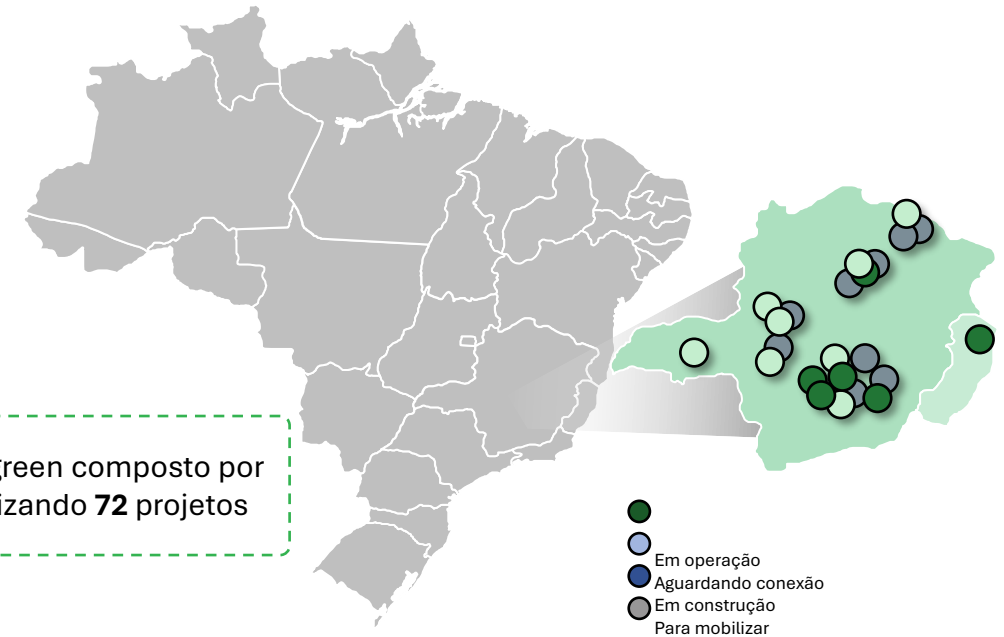 green composto por
izando 72 projetos
Em operação
Aguardando conexão
Em construção
Para mobilizar